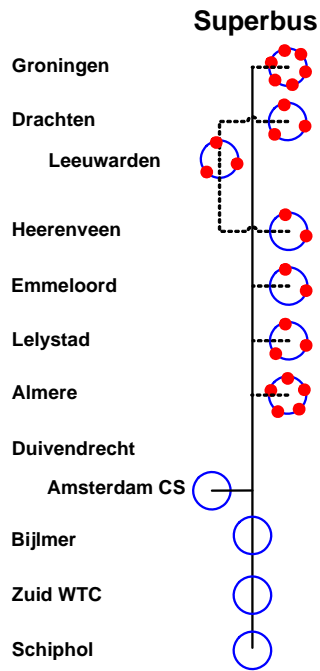 Superbus
Groningen
Drachten
Leeuwarden
Heerenveen
Emmeloord
Lelystad
Almere
Duivendrecht
Amsterdam CS
Bijlmer
Zuid WTC
Schiphol